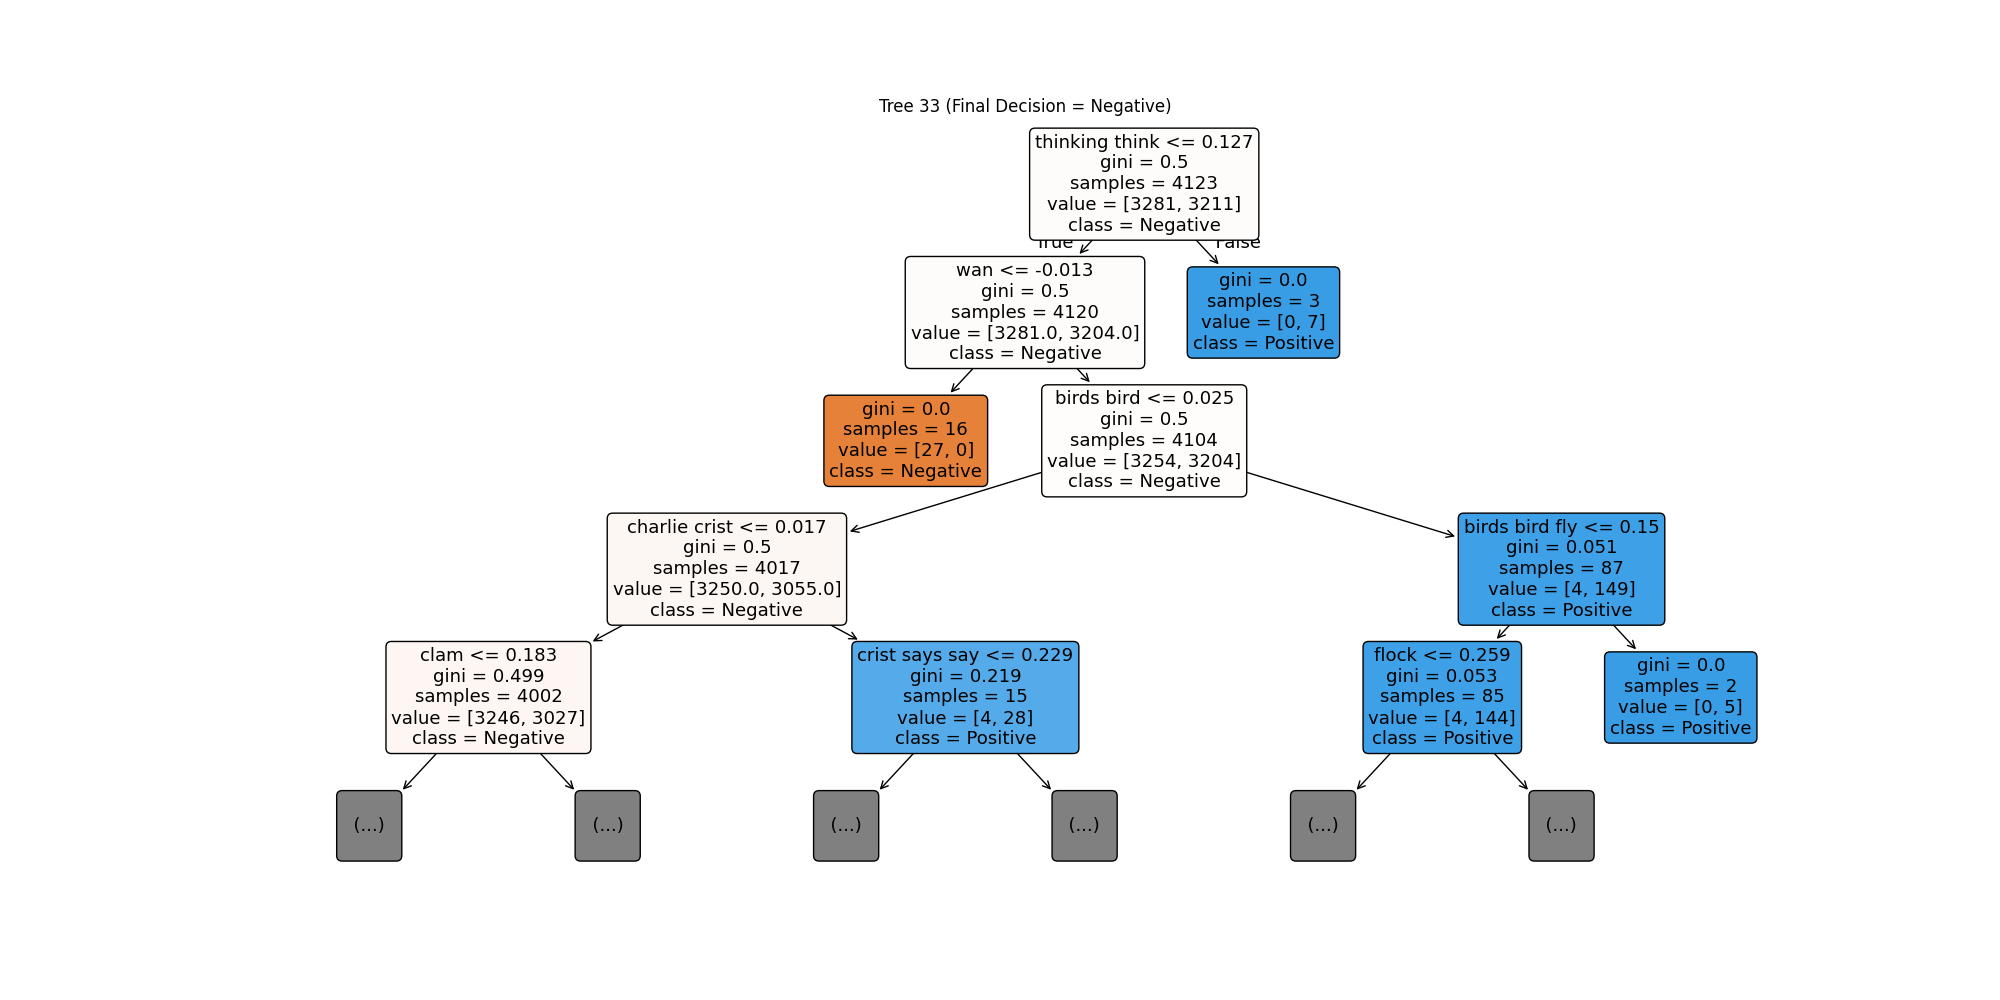 Tree 33 (Final Decision = Negative)
thinking think <= 0.127
gini = 0.5
samples = 4123
value = [3281, 3211]
class = Negative
True
False
wan <= -0.013
gini = 0.5
samples = 4120
value = [3281.0, 3204.0]
class = Negative
gini = 0.0
samples = 3
value = [0, 7]
class = Positive
gini = 0.0
samples = 16
value = [27, 0]
class = Negative
birds bird <= 0.025
gini = 0.5
samples = 4104
value = [3254, 3204]
class = Negative
charlie crist <= 0.017
gini = 0.5
samples = 4017
value = [3250.0, 3055.0]
class = Negative
birds bird fly <= 0.15
gini = 0.051
samples = 87
value = [4, 149]
class = Positive
clam <= 0.183
gini = 0.499
samples = 4002
value = [3246, 3027]
class = Negative
crist says say <= 0.229
gini = 0.219
samples = 15
value = [4, 28]
class = Positive
flock <= 0.259
gini = 0.053
samples = 85
value = [4, 144]
class = Positive
gini = 0.0
samples = 2
value = [0, 5]
class = Positive
(...)
(...)
(...)
(...)
(...)
(...)